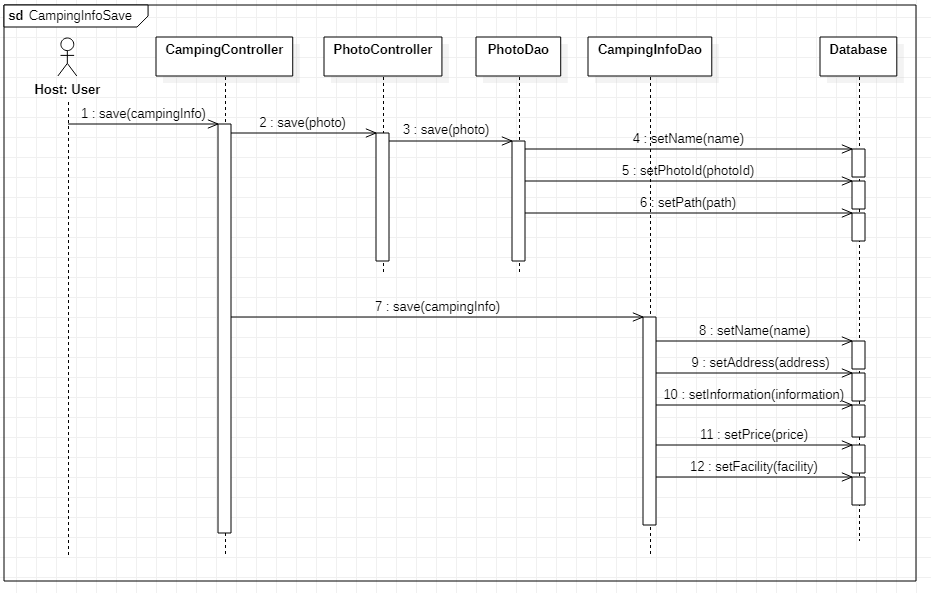 sd CampingInfoSave
CampingController
PhotoController
PhotoDao
CampingInfoDao
Database
Host: User
1 : save(campingInfo)
2 : save(photo)
3 : save(photo)
4 : setName(name)
5 : setPhotoId(photoId)
6 : setPath(path)
7 : save(campingInfo)
8 : setName(name)
9 : setAddress(address)
10 : setInformation(information)
11 : setPrice(price)
12 : setFacility(facility)